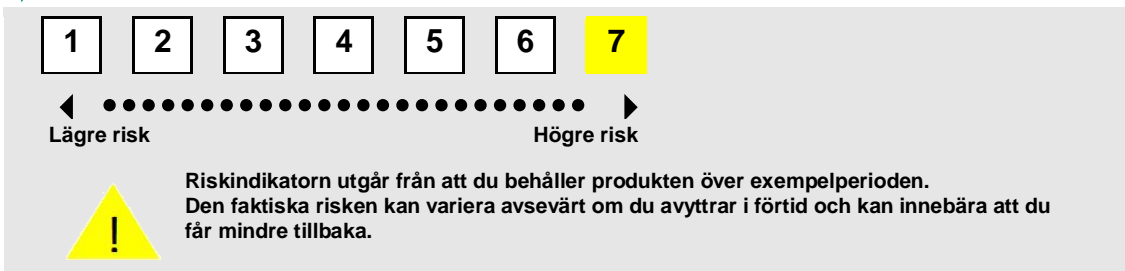 1 2 3 4 5 6 7
Lägre risk Högre risk
Riskindikatorn utgår från att du behåller produkten över exempelperioden.
Den faktiska risken kan variera avsevärt om du avyttrar i förtid och kan innebära att du
får mindre tillbaka.
!